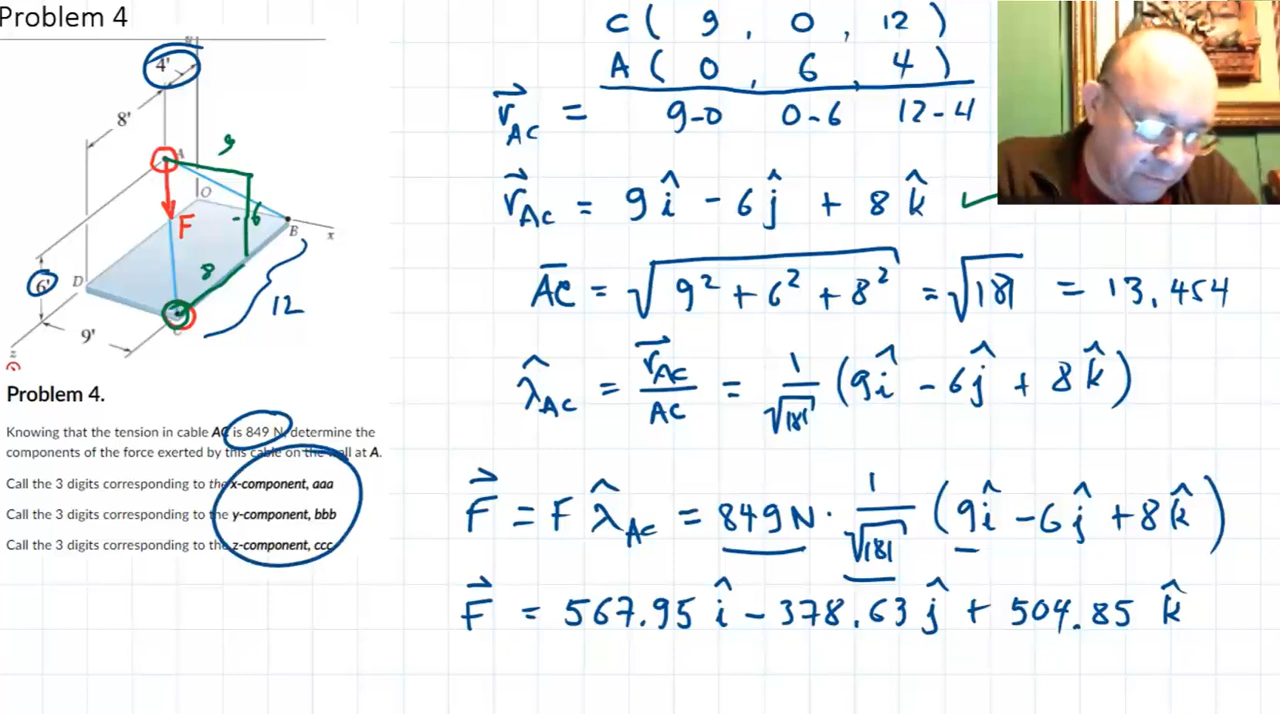 Problem 4
4'
8'
A
9
O
F
-6
B
x
D
8
6'
12
C
9'
z
Problem 4.
Knowing that the tension in cable AC is 849 N, determine the
components of the force exerted by this cable on the wall at A.
Call the 3 digits corresponding to the x-component, aaa
Call the 3 digits corresponding to the y-component, bbb
Call the 3 digits corresponding to the z-component, ccc
C ( 9 , 0 , 12 )
A ( 0 , 6 , 4 )
r⃗AC = 9-0 0-6 12-4
r⃗AC = 9î - 6ĵ + 8k̂ ✓
A̅C̅ = √(9² + 6² + 8²) = √181 = 13.454
λ̂AC = r⃗AC / AC = 1/√181 (9î - 6ĵ + 8k̂)
F⃗ = F λ̂AC = 849N · 1/√181 (9î - 6ĵ + 8k̂)
F⃗ = 567.95 î - 378.63 ĵ + 504.85 k̂